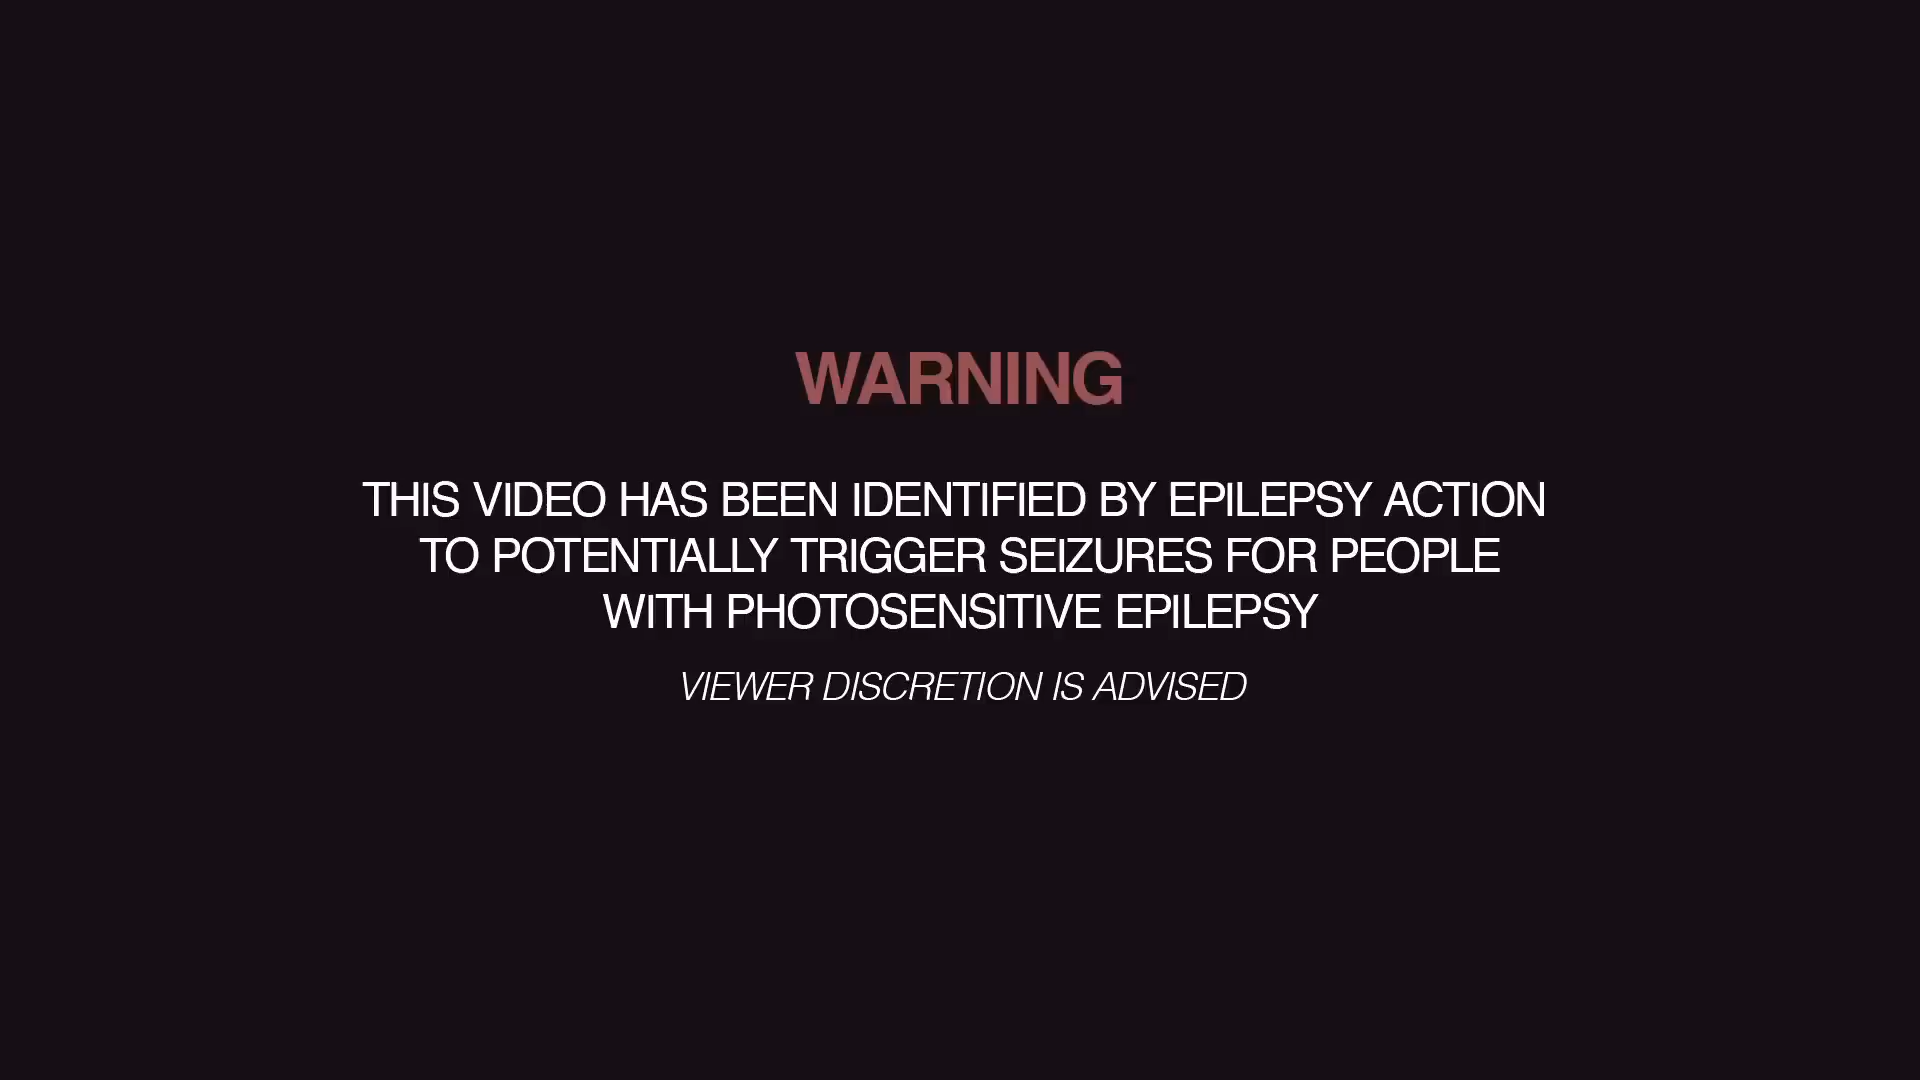 WARNING
THIS VIDEO HAS BEEN IDENTIFIED BY EPILEPSY ACTION
TO POTENTIALLY TRIGGER SEIZURES FOR PEOPLE
WITH PHOTOSENSITIVE EPILEPSY
VIEWER DISCRETION IS ADVISED